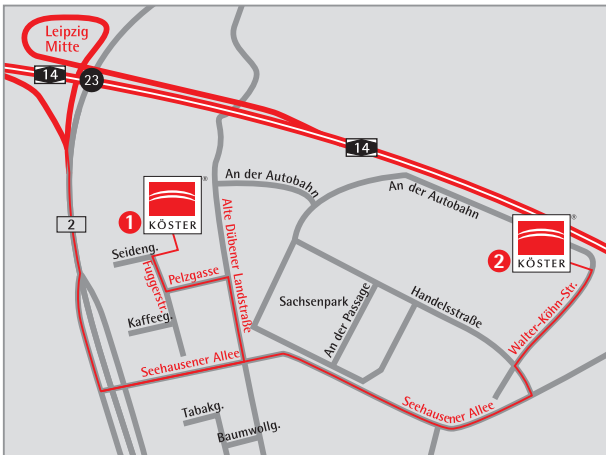 Leipzig
Mitte
14
23
14
An der Autobahn
An der Autobahn
®
1
KÖSTER
®
2
KÖSTER
2
Seideng.
Fuggerstr.
Pelzgasse
Alte Dübener Landstraße
Kaffeeg.
Sachsenpark
An der Passage
Handelsstraße
Walter-Köhn-Str.
Seehausener Allee
Seehausener Allee
Tabakg.
Baumwollg.